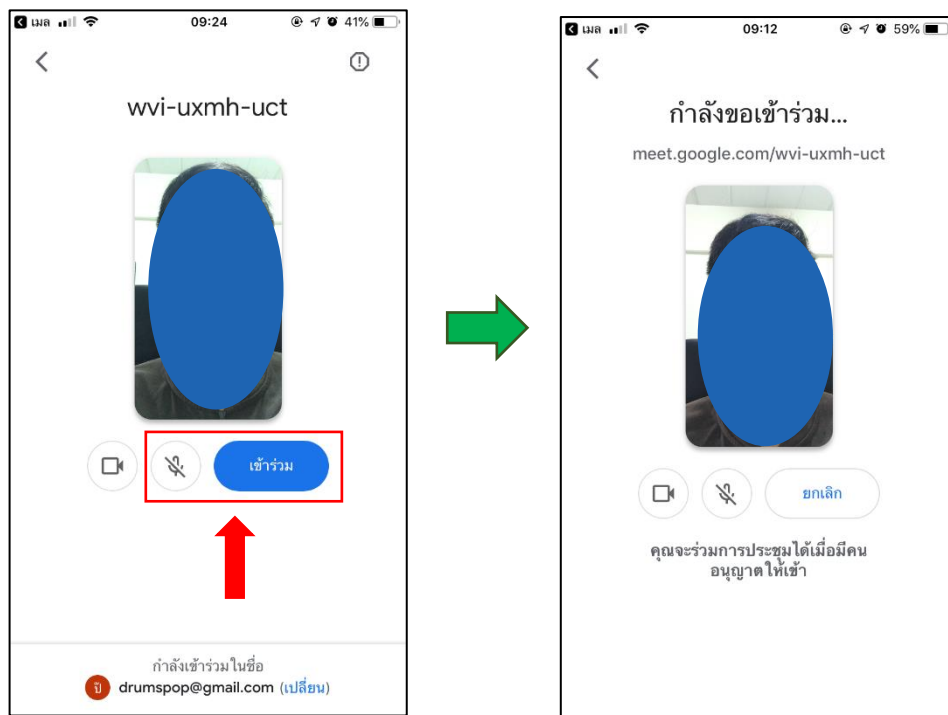 เมล
09:24
41%
wvi-uxmh-uct
เข้าร่วม
กำลังเข้าร่วมในชื่อ
ปิ drumspop@gmail.com (เปลี่ยน)
เมล
09:12
59%
กำลังขอเข้าร่วม...
meet.google.com/wvi-uxmh-uct
ยกเลิก
คุณจะร่วมการประชุมได้เมื่อมีคน
อนุญาตให้เข้า